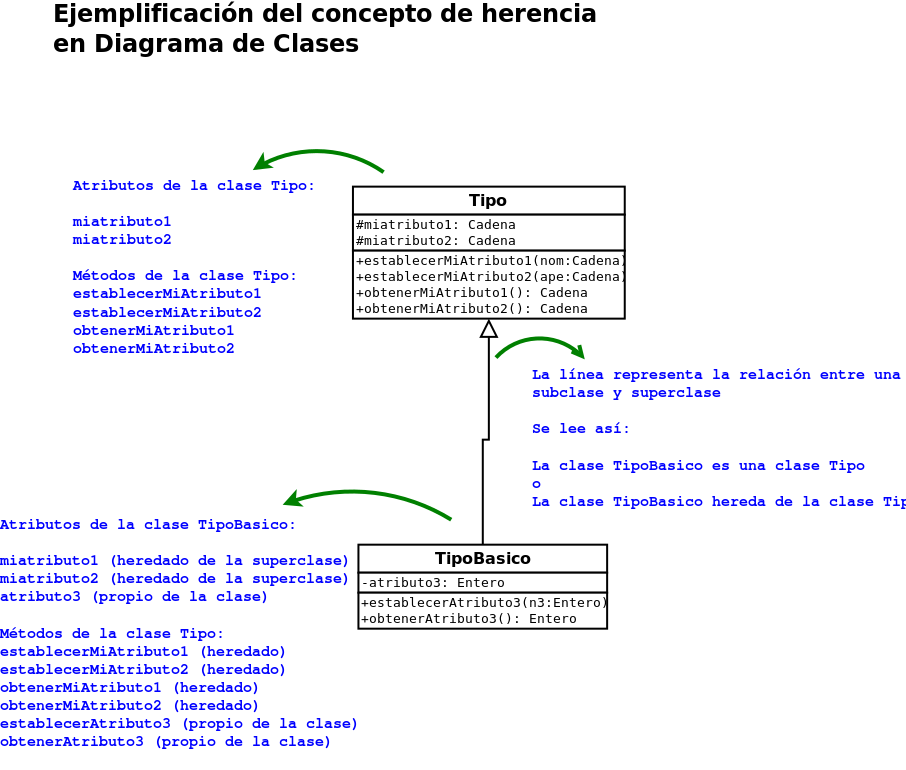 Ejemplificación del concepto de herencia
en Diagrama de Clases
Atributos de la clase Tipo:
miatributo1
miatributo2
Métodos de la clase Tipo:
establecerMiAtributo1
establecerMiAtributo2
obtenerMiAtributo1
obtenerMiAtributo2
Tipo
#miatributo1: Cadena
#miatributo2: Cadena
+establecerMiAtributo1(nom:Cadena)
+establecerMiAtributo2(ape:Cadena)
+obtenerMiAtributo1(): Cadena
+obtenerMiAtributo2(): Cadena
La línea representa la relación entre una
subclase y superclase
Se lee así:
La clase TipoBasico es una clase Tipo
o
La clase TipoBasico hereda de la clase Tip
Atributos de la clase TipoBasico:
miatributo1 (heredado de la superclase)
miatributo2 (heredado de la superclase)
atributo3 (propio de la clase)
Métodos de la clase Tipo:
establecerMiAtributo1 (heredado)
establecerMiAtributo2 (heredado)
obtenerMiAtributo1 (heredado)
obtenerMiAtributo2 (heredado)
establecerAtributo3 (propio de la clase)
obtenerAtributo3 (propio de la clase)
TipoBasico
-atributo3: Entero
+establecerAtributo3(n3:Entero)
+obtenerAtributo3(): Entero